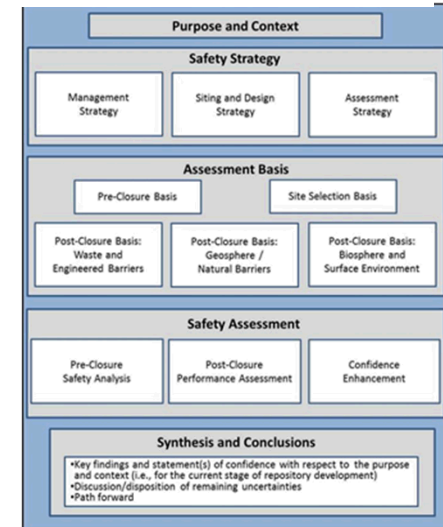 Purpose and Context
Safety Strategy
Management
Strategy
Siting and Design
Strategy
Assessment
Strategy
Assessment Basis
Pre-Closure Basis
Site Selection Basis
Post-Closure Basis:
Waste and
Engineered Barriers
Post-Closure Basis:
Geosphere /
Natural Barriers
Post-Closure Basis:
Biosphere and
Surface Environment
Safety Assessment
Pre-Closure
Safety Analysis
Post-Closure
Performance Assessment
Confidence
Enhancement
Synthesis and Conclusions
•Key findings and statement(s) of confidence with respect to the purpose
and context (i.e., for the current stage of repository development)
•Discussion/disposition of remaining uncertainties
•Path forward